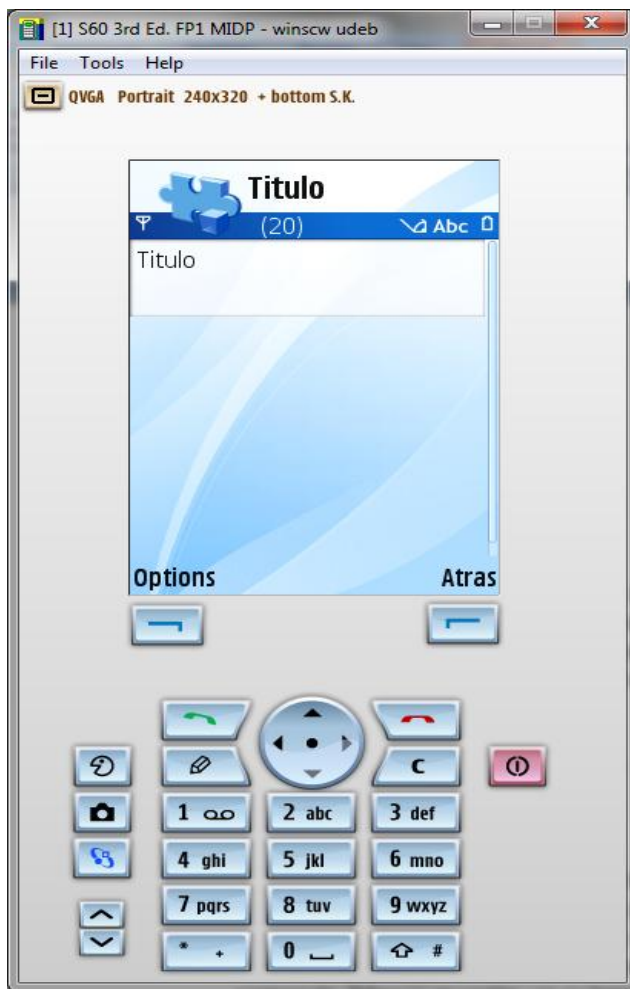 [1] S60 3rd Ed. FP1 MIDP - winscw udeb
File Tools Help
QVGA Portrait 240x320 + bottom S.K.
Titulo
(20) Abc
Titulo
Options Atras
C
1 2 abc 3 def
4 ghi 5 jkl 6 mno
7 pqrs 8 tuv 9 wxyz
* + 0 #